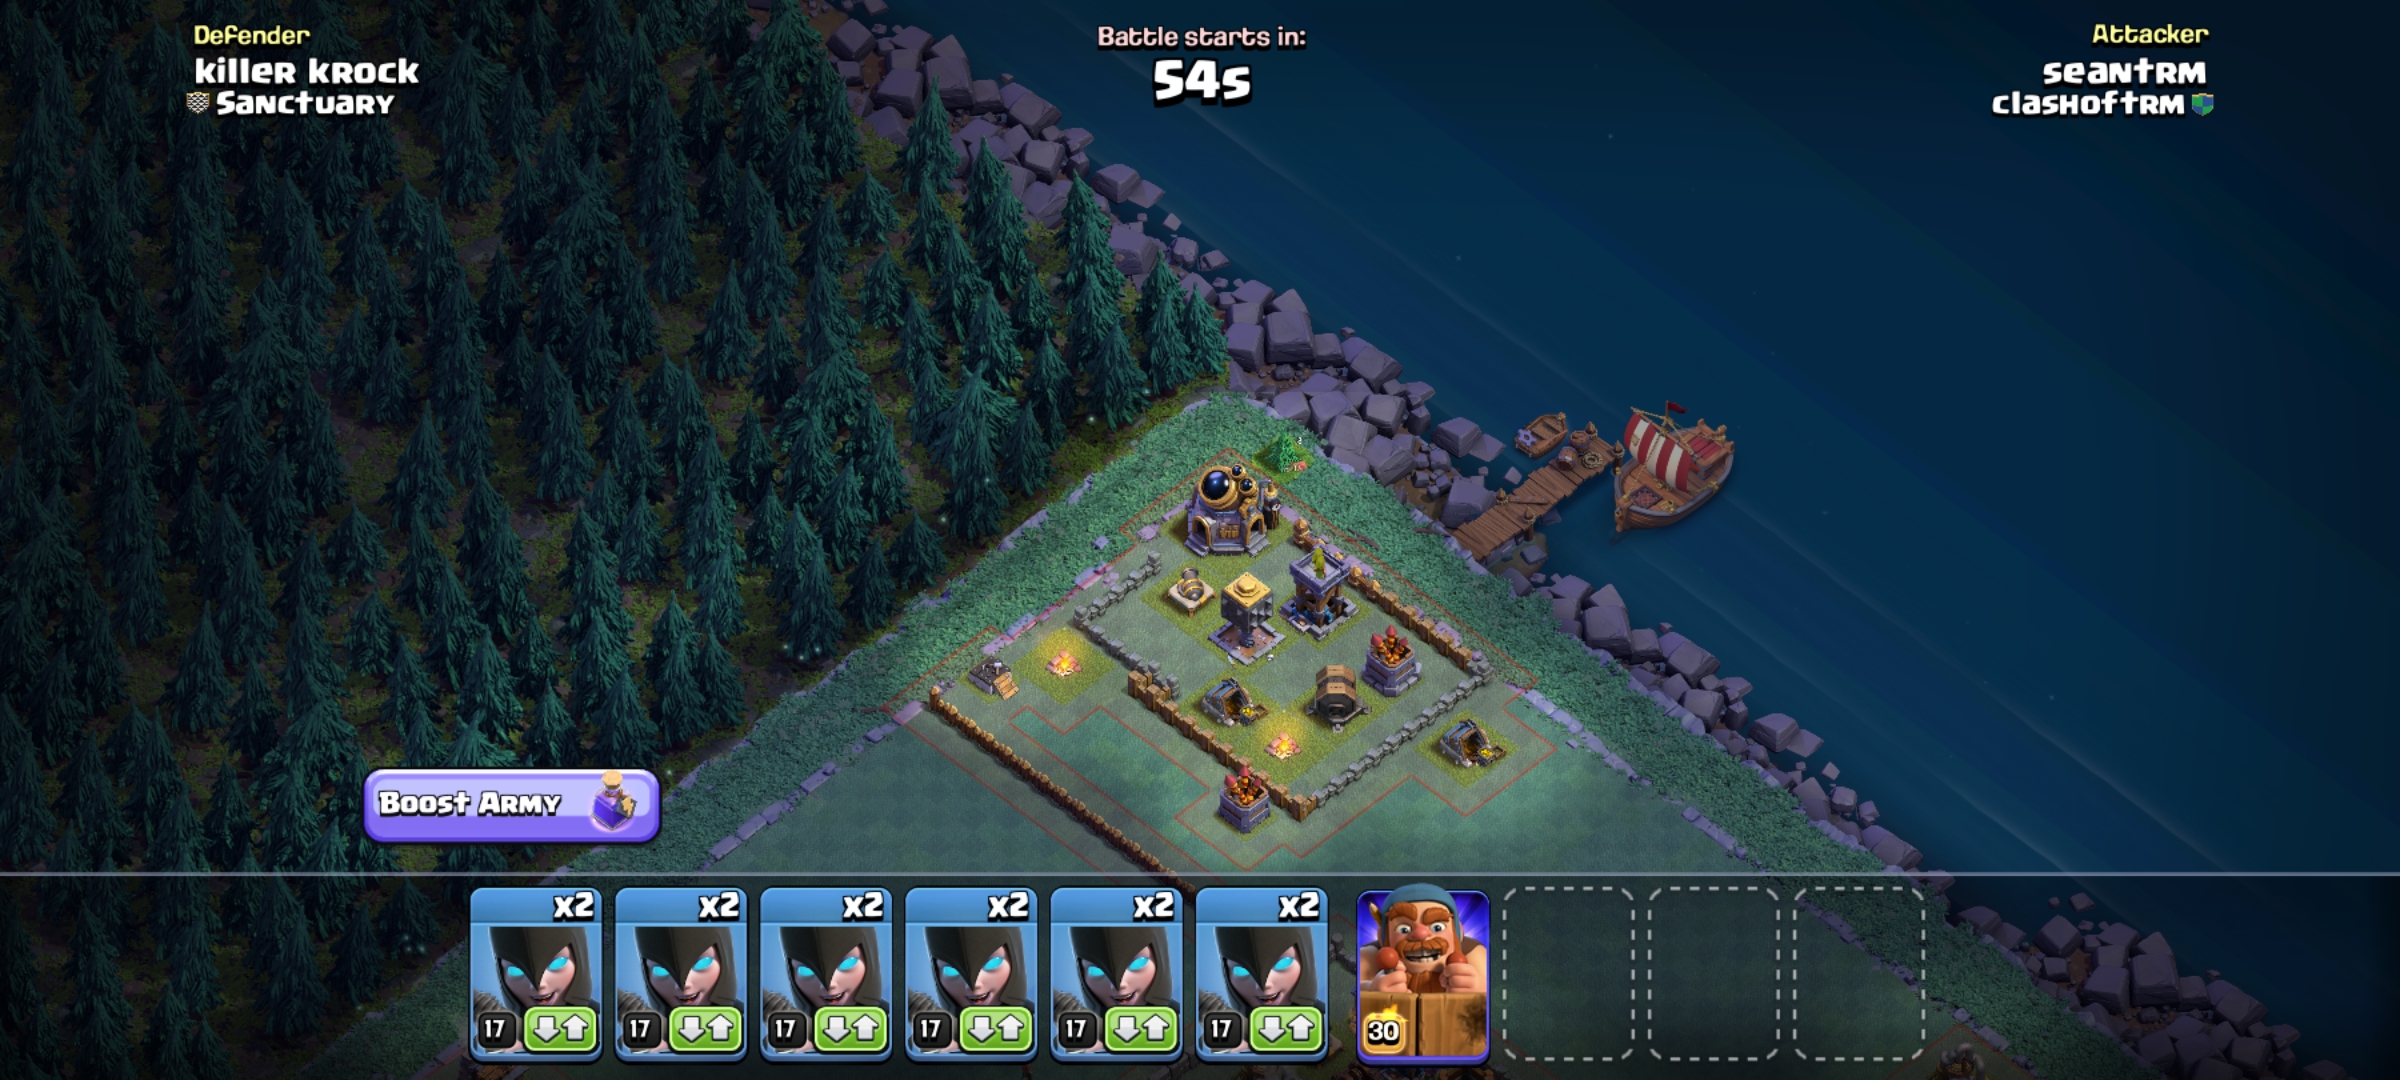 Defender
killer krock
Sanctuary
Battle starts in:
54s
Attacker
seantrm
clashoftrm
Boost Army
x2
x2
x2
x2
x2
x2
17
17
17
17
17
17
30